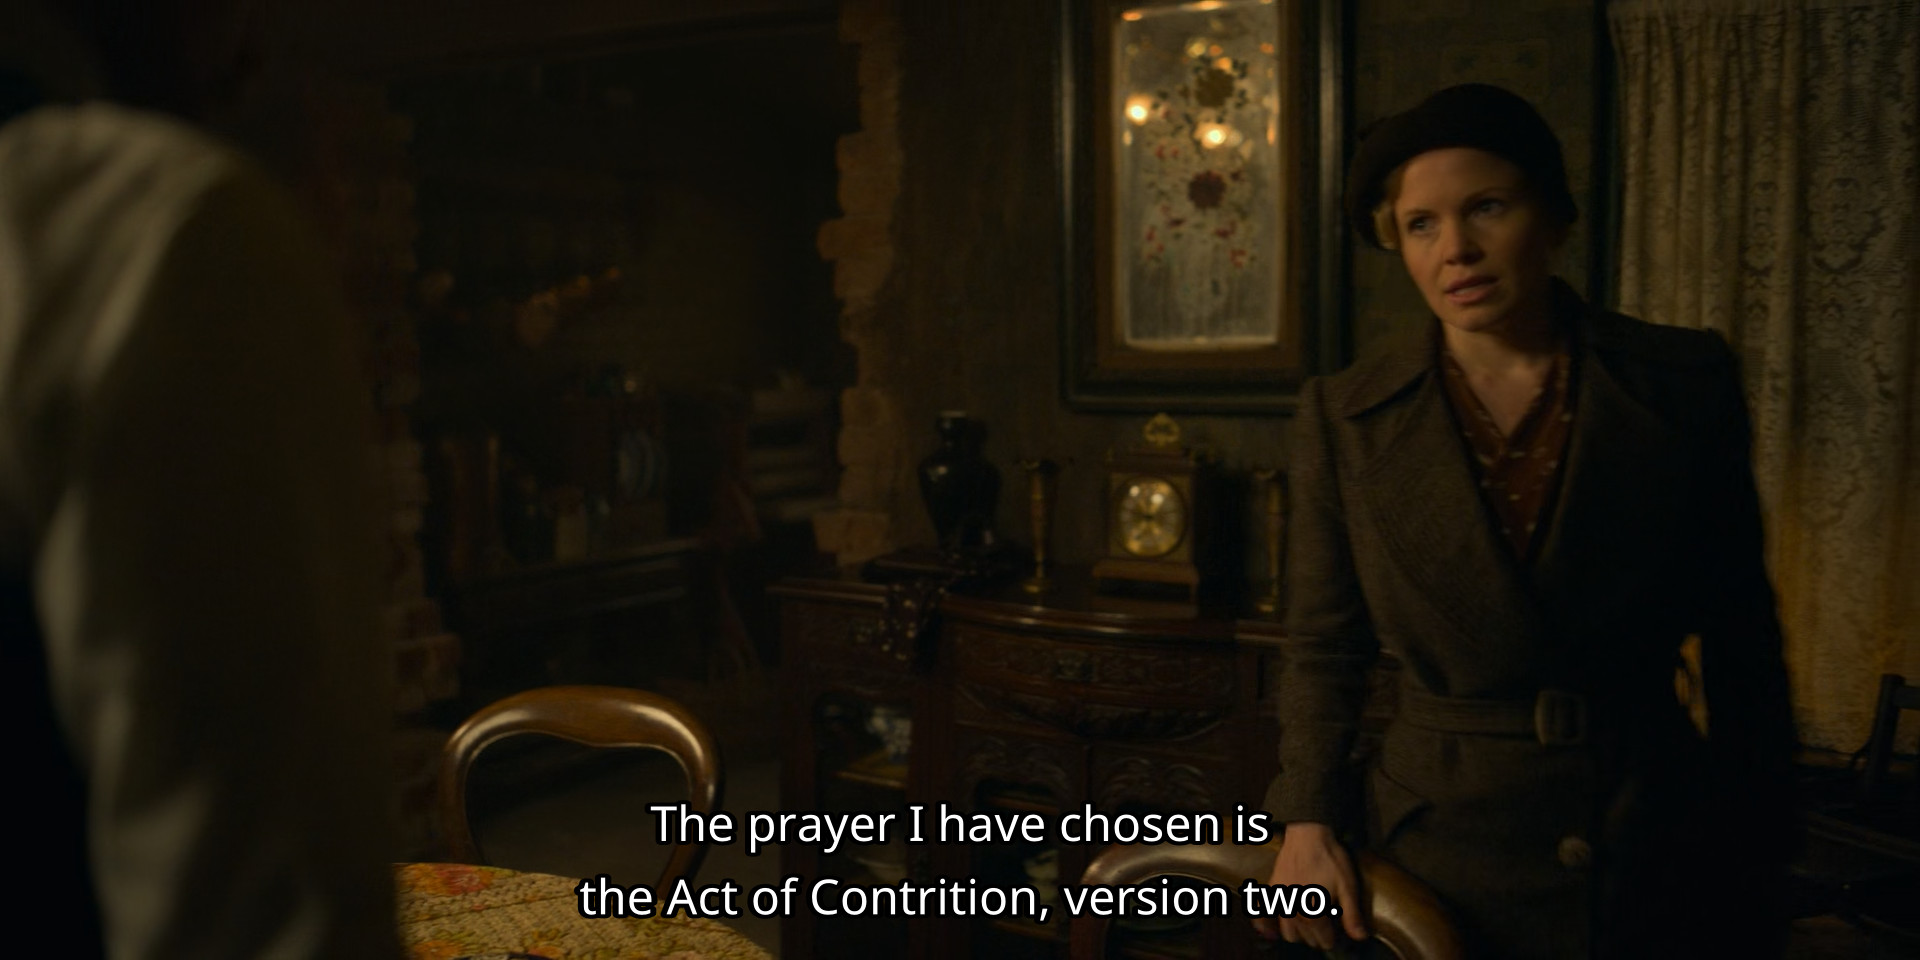 The prayer I have chosen is
the Act of Contrition, version two.